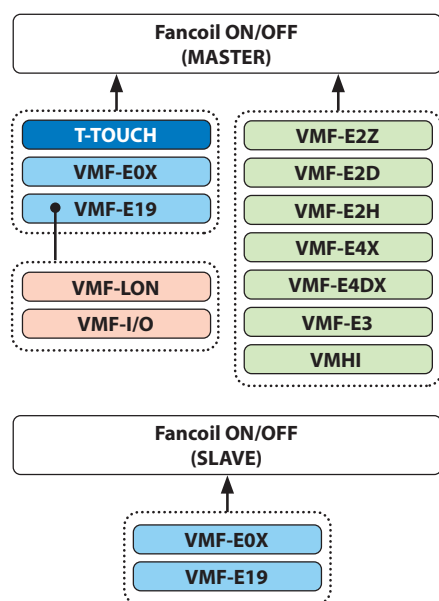 Fancoil ON/OFF
(MASTER)
T-TOUCH
VMF-E0X
VMF-E19
VMF-LON
VMF-I/O
VMF-E2Z
VMF-E2D
VMF-E2H
VMF-E4X
VMF-E4DX
VMF-E3
VMHI
Fancoil ON/OFF
(SLAVE)
VMF-E0X
VMF-E19